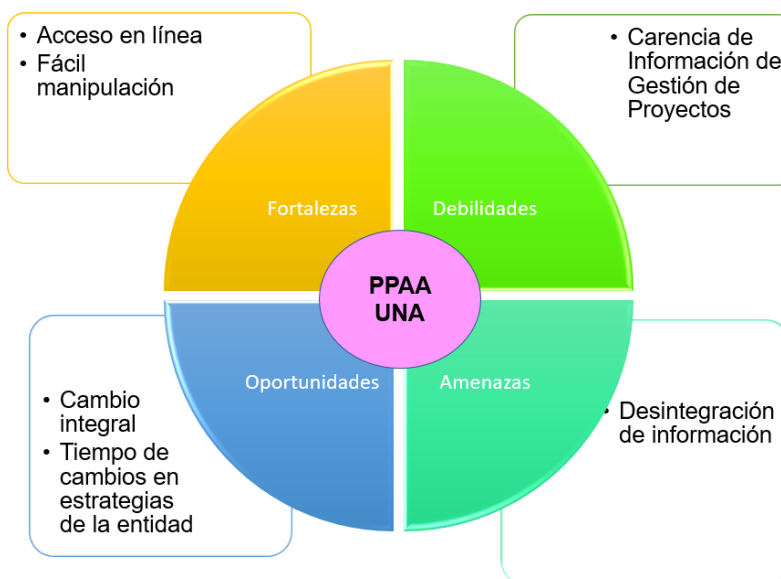 • Acceso en línea
• Fácil
manipulación
• Carencia de
Información de
Gestión de
Proyectos
Fortalezas
Debilidades
PPAA
UNA
Oportunidades
Amenazas
• Cambio
integral
• Tiempo de
cambios en
estrategias
de la entidad
• Desintegración
de información